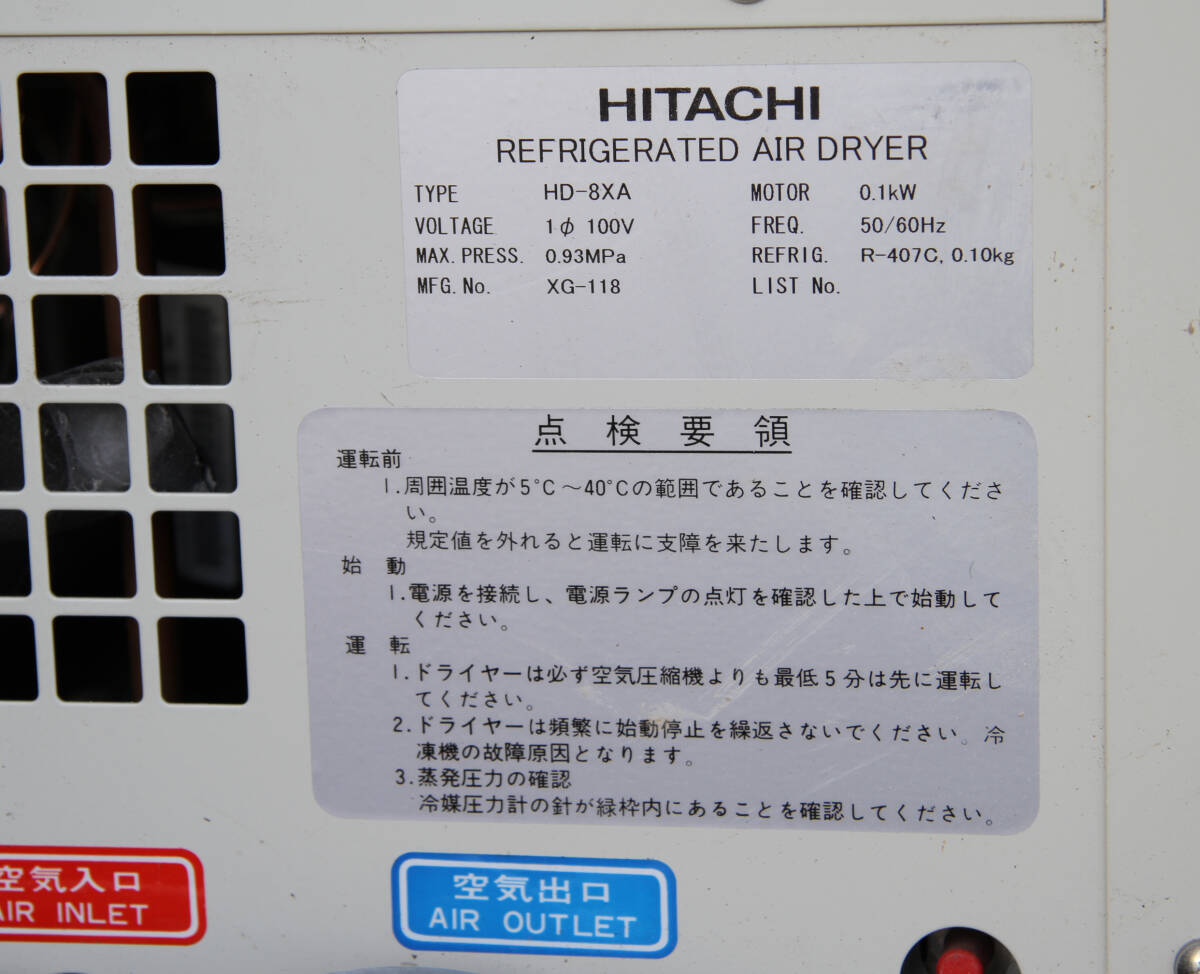 HITACHI
REFRIGERATED AIR DRYER
TYPE HD-8XA MOTOR 0.1kW
VOLTAGE 1φ 100V FREQ. 50/60Hz
MAX. PRESS. 0.93MPa REFRIG. R-407C, 0.10kg
MFG. No. XG-118 LIST No.
点検要領
運転前
1.周囲温度が5°C～40°Cの範囲であることを確認してくださ
い。
規定値を外れると運転に支障を来たします。
始動
1.電源を接続し、電源ランプの点灯を確認した上で始動して
ください。
運転
1.ドライヤーは必ず空気圧縮機よりも最低5分は先に運転し
てください。
2.ドライヤーは頻繁に始動停止を繰返さないでください。冷
凍機の故障原因となります。
3.蒸発圧力の確認
冷媒圧力計の針が緑枠内にあることを確認してください。
空気入口
AIR INLET
空気出口
AIR OUTLET